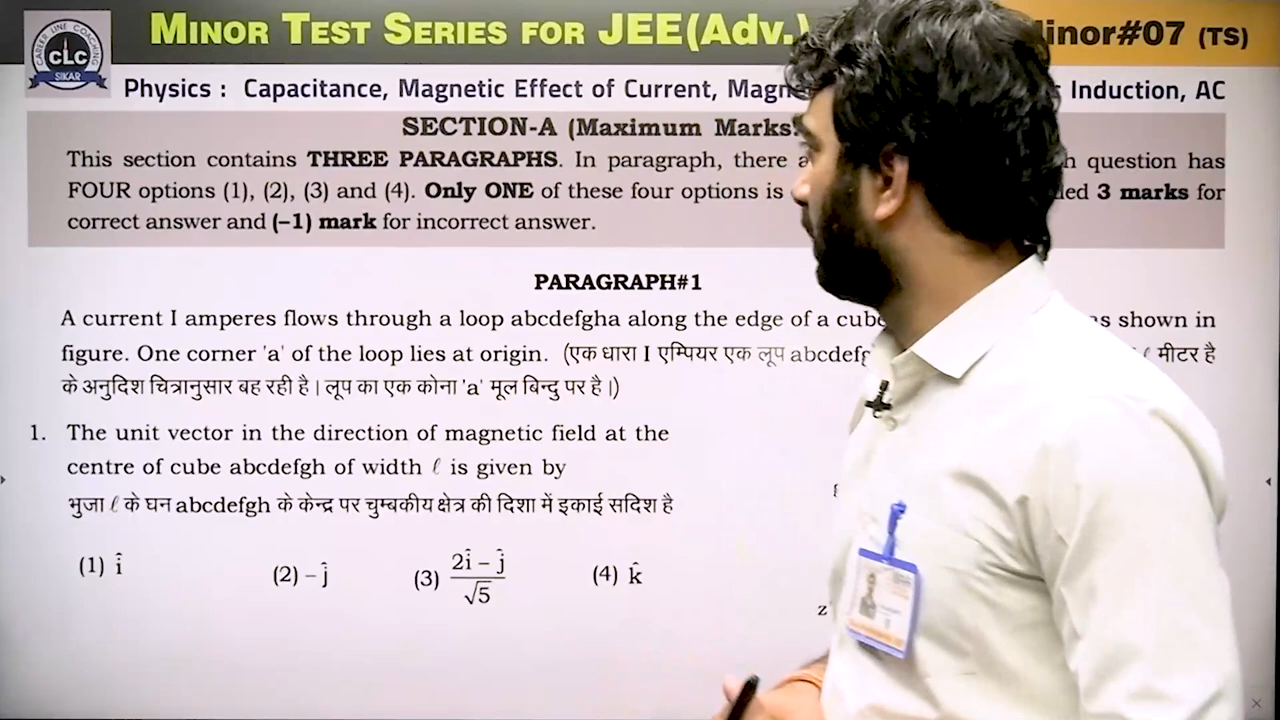 MINOR TEST SERIES FOR JEE(Adv.)
Minor#07 (TS)
CAREER LINE COACHING
CLC
SIKAR
Physics : Capacitance, Magnetic Effect of Current, Magn Induction, AC
SECTION-A (Maximum Marks:
This section contains THREE PARAGRAPHS. In paragraph, there question has
FOUR options (1), (2), (3) and (4). Only ONE of these four options is 3 marks for
correct answer and (–1) mark for incorrect answer.
PARAGRAPH#1
A current I amperes flows through a loop abcdefgha along the edge of a cube as shown in
figure. One corner 'a' of the loop lies at origin. (एक धारा I एम्पियर एक लूप abcdefg ℓ मीटर है
के अनुदिश चित्रानुसार बह रही है। लूप का एक कोना 'a' मूल बिन्दु पर है।)
1. The unit vector in the direction of magnetic field at the
centre of cube abcdefgh of width ℓ is given by
भुजा ℓ के घन abcdefgh के केन्द्र पर चुम्बकीय क्षेत्र की दिशा में इकाई सदिश है
(1) î (2) – ĵ (3) (2î – ĵ)/√5 (4) k̂
z